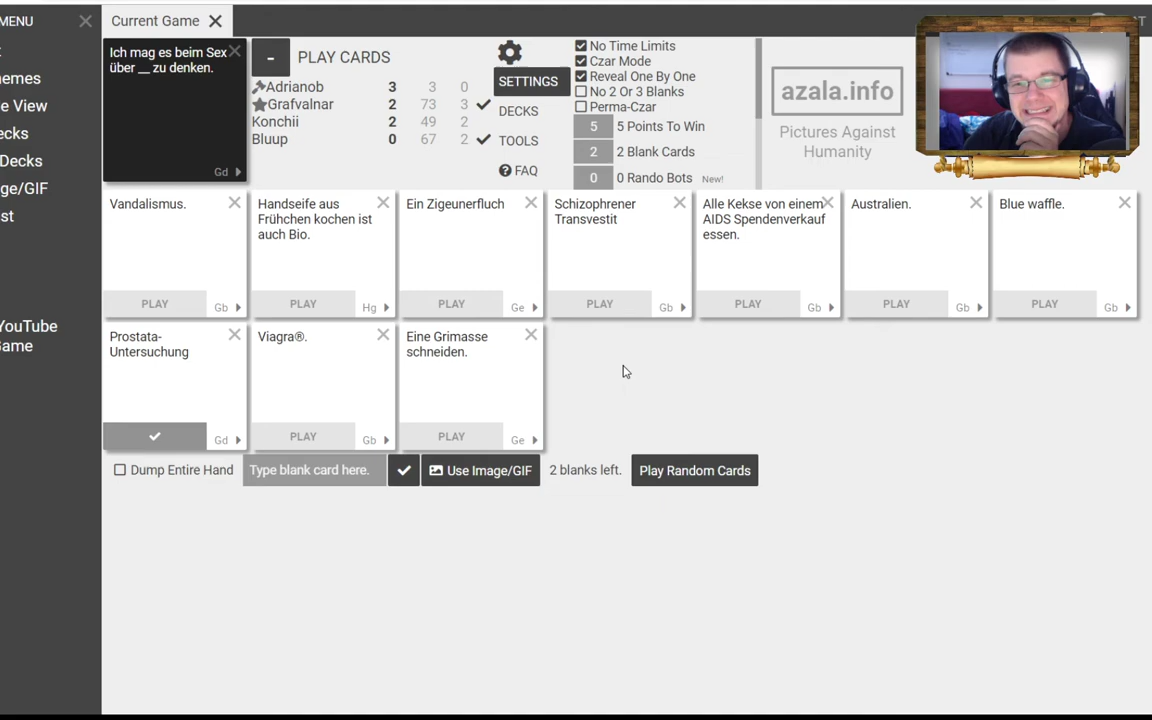 MENU
Current Game
Ich mag es beim Sex
über __ zu denken.
Gd
-
PLAY CARDS
Adrianob 3 3 0
Grafvalnar 2 73 3
Konchii 2 49 2
Bluup 0 67 2
SETTINGS
DECKS
TOOLS
FAQ
No Time Limits
Czar Mode
Reveal One By One
No 2 Or 3 Blanks
Perma-Czar
5 5 Points To Win
2 2 Blank Cards
0 0 Rando Bots New!
azala.info
Pictures Against
Humanity
emes
e View
ecks
Decks
ge/GIF
st
YouTube
Game
Vandalismus.
PLAY
Gb
Handseife aus
Frühchen kochen ist
auch Bio.
PLAY
Hg
Ein Zigeunerfluch
PLAY
Ge
Schizophrener
Transvestit
PLAY
Gb
Alle Kekse von einem
AIDS Spendenverkauf
essen.
PLAY
Gb
Australien.
PLAY
Gb
Blue waffle.
PLAY
Gb
Prostata-
Untersuchung
Gd
Viagra®.
PLAY
Gb
Eine Grimasse
schneiden.
PLAY
Ge
Dump Entire Hand
Type blank card here.
Use Image/GIF
2 blanks left.
Play Random Cards